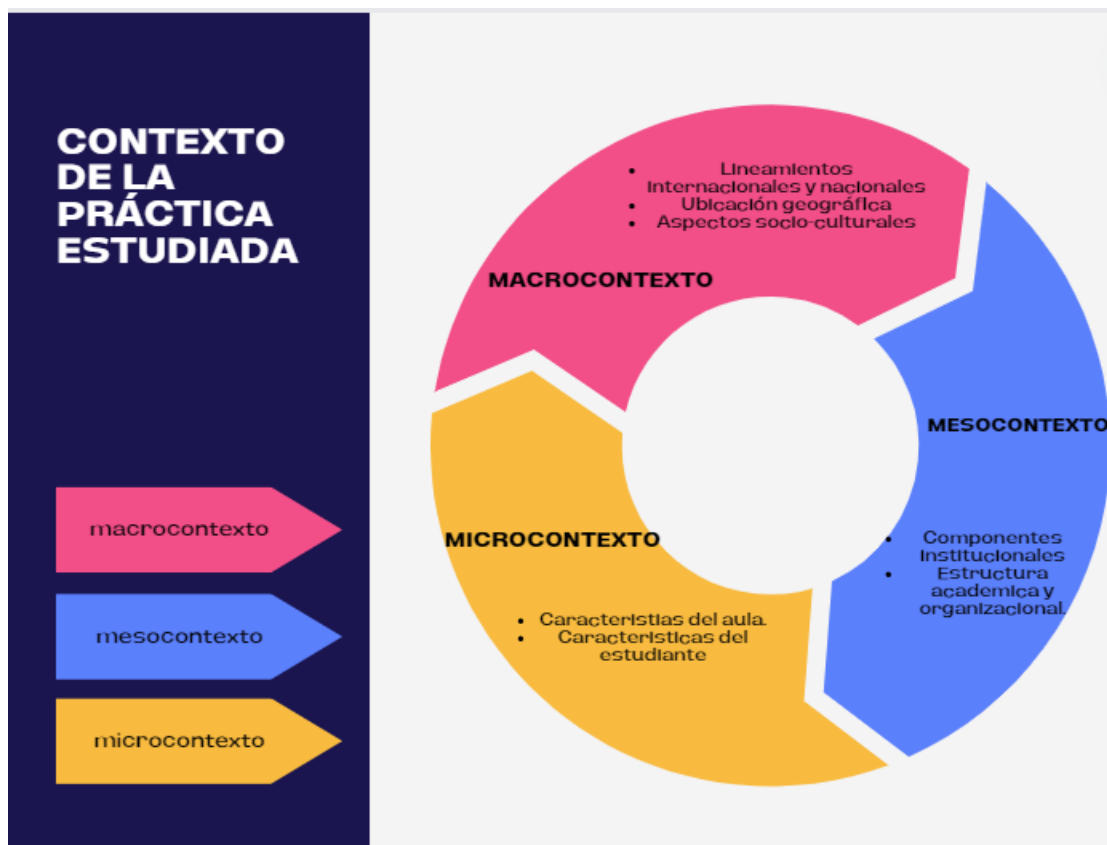 CONTEXTO
DE LA
PRÁCTICA
ESTUDIADA
macrocontexto
mesocontexto
microcontexto
MACROCONTEXTO
• Lineamientos
internacionales y nacionales
• Ubicación geográfica
• Aspectos socio-culturales
MESOCONTEXTO
• Componentes
institucionales
• Estructura
academica y
organizacional.
MICROCONTEXTO
• Caracteristias del aula.
• Caracteristicas del
estudiante